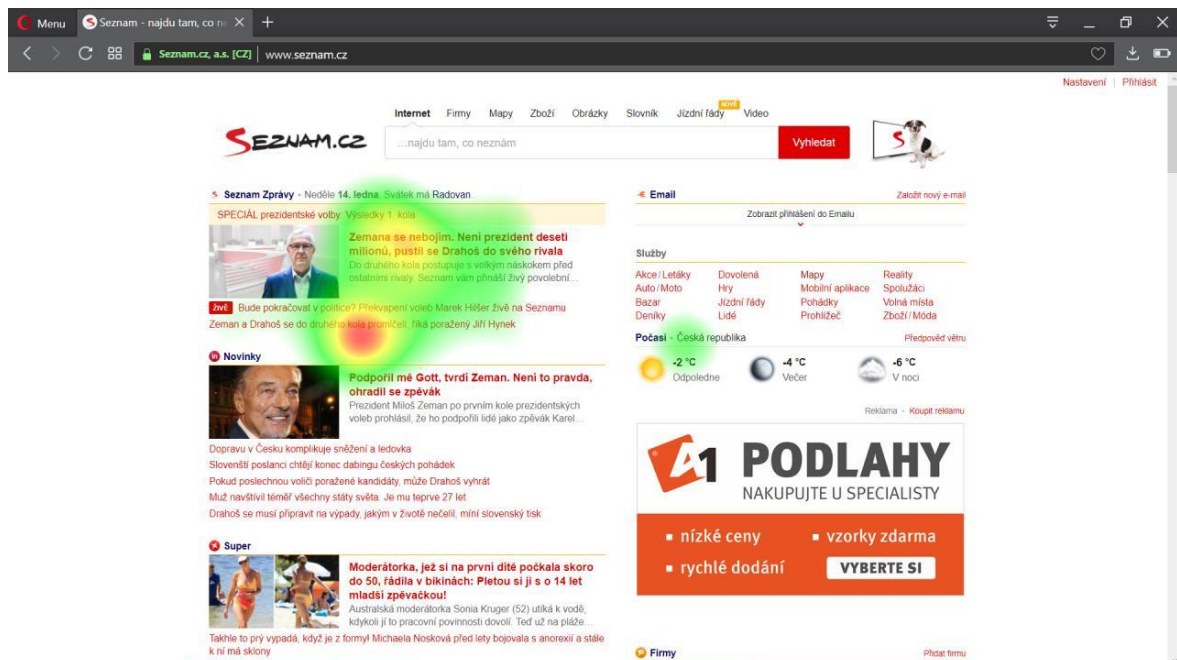 Menu
Seznam - najdu tam, co n
Seznam.cz, a.s. [CZ] www.seznam.cz
Nastavení | Přihlásit
Internet Firmy Mapy Zboží Obrázky Slovník Jízdní řády NOVÉ Video
SEZNAM.CZ
...najdu tam, co neznám
Vyhledat
S
Seznam Zprávy - Neděle 14. ledna. Svátek má Radovan
SPECIÁL prezidentské volby: Výsledky 1. kola
Zemana se nebojím. Není prezident deseti
milionů, pustil se Drahoš do svého rivala
Do druhého kola postupuje s velkým náskokem před
ostatními rivaly. Seznam vám přináší živý povolební...
ŽIVĚ Bude pokračovat v politice? Překvapení voleb Marek Hilšer živě na Seznamu
Zeman a Drahoš se do druhého kola promlčeli, říká poražený Jiří Hynek
Novinky
Podpořil mě Gott, tvrdí Zeman. Není to pravda,
ohradil se zpěvák
Prezident Miloš Zeman po prvním kole prezidentských
voleb prohlásil, že ho podpořili lidé jako zpěvák Karel...
Dopravu v Česku komplikuje sněžení a ledovka
Slovenští poslanci chtějí konec dabingu českých pohádek
Pokud poslechnou voliči poražené kandidáty, může Drahoš vyhrát
Muž navštívil téměř všechny státy světa. Je mu teprve 27 let
Drahoš se musí připravit na výpady, jakým v životě nečelil, míní slovenský tisk
Super
Moderátorka, jež si na první dítě počkala skoro
do 50, řádila v bikinách: Pletou si ji s o 14 let
mladší zpěvačkou!
Australská moderátorka Sonia Kruger (52) utíká k vodě,
kdykoli jí to pracovní povinnosti dovolí. Teď už na pláže...
Takhle to prý vypadá, když je z formy! Michaela Nosková před lety bojovala s anorexií a stále
k ní má sklony
Email Založit nový e-mail
Zobrazit přihlášení do Emailu
Služby
Akce / Letáky Dovolená Mapy Reality
Auto / Moto Hry Mobilní aplikace Spolužáci
Bazar Jízdní řády Pohádky Volná místa
Deníky Lidé Prohlížeč Zboží / Móda
Počasí - Česká republika Předpověď větru
-2 °C -4 °C -6 °C
Odpoledne Večer V noci
Reklama - Koupit reklamu
A1 PODLAHY
NAKUPUJTE U SPECIALISTY
nízké ceny vzorky zdarma
rychlé dodání VYBERTE SI
Firmy Přidat firmu